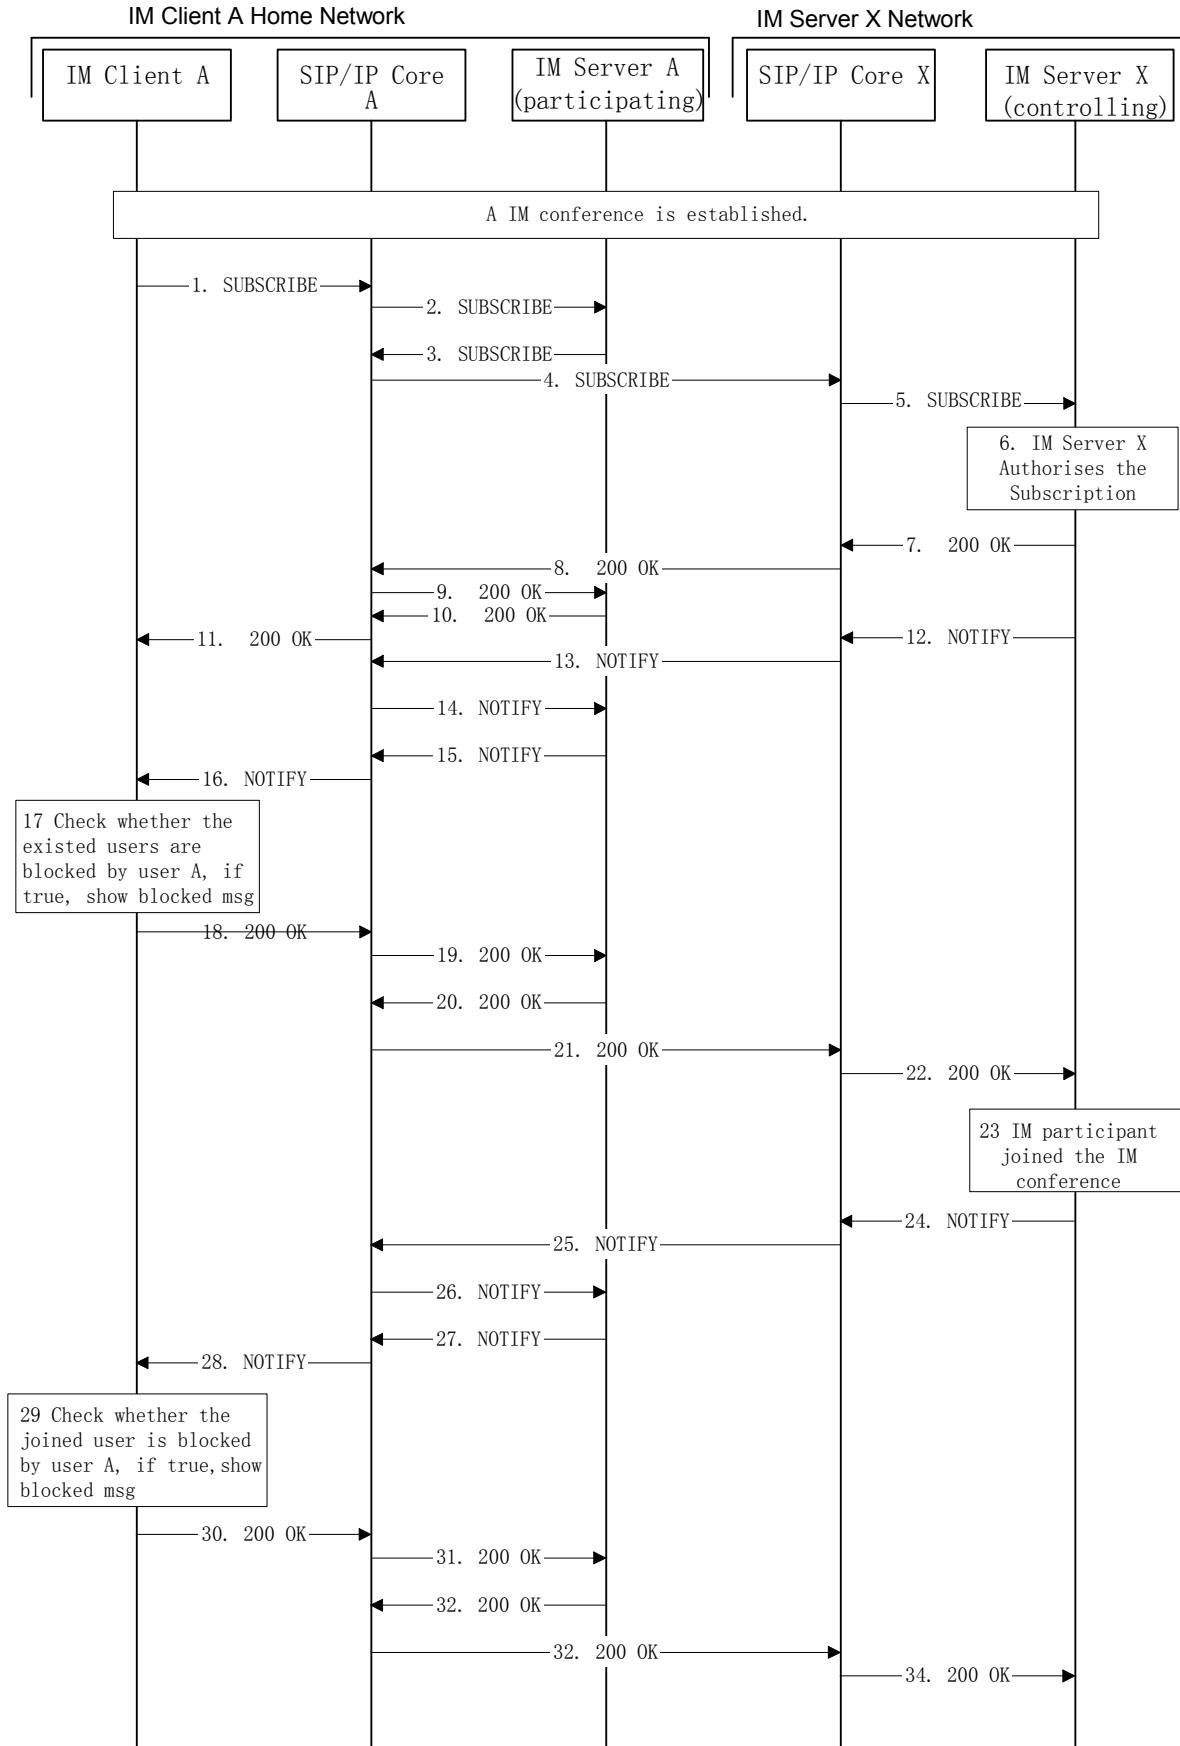 IM Client A Home Network
IM Server X Network
IM Client A
SIP/IP Core
A
IM Server A
(participating)
SIP/IP Core X
IM Server X
(controlling)
A IM conference is established.
1. SUBSCRIBE
2. SUBSCRIBE
3. SUBSCRIBE
4. SUBSCRIBE
5. SUBSCRIBE
6. IM Server X
Authorises the
Subscription
7. 200 OK
8. 200 OK
9. 200 OK
10. 200 OK
11. 200 OK
12. NOTIFY
13. NOTIFY
14. NOTIFY
15. NOTIFY
16. NOTIFY
17 Check whether the
existed users are
blocked by user A, if
true, show blocked msg
18. 200 OK
19. 200 OK
20. 200 OK
21. 200 OK
22. 200 OK
23 IM participant
joined the IM
conference
24. NOTIFY
25. NOTIFY
26. NOTIFY
27. NOTIFY
28. NOTIFY
29 Check whether the
joined user is blocked
by user A, if true,show
blocked msg
30. 200 OK
31. 200 OK
32. 200 OK
32. 200 OK
34. 200 OK